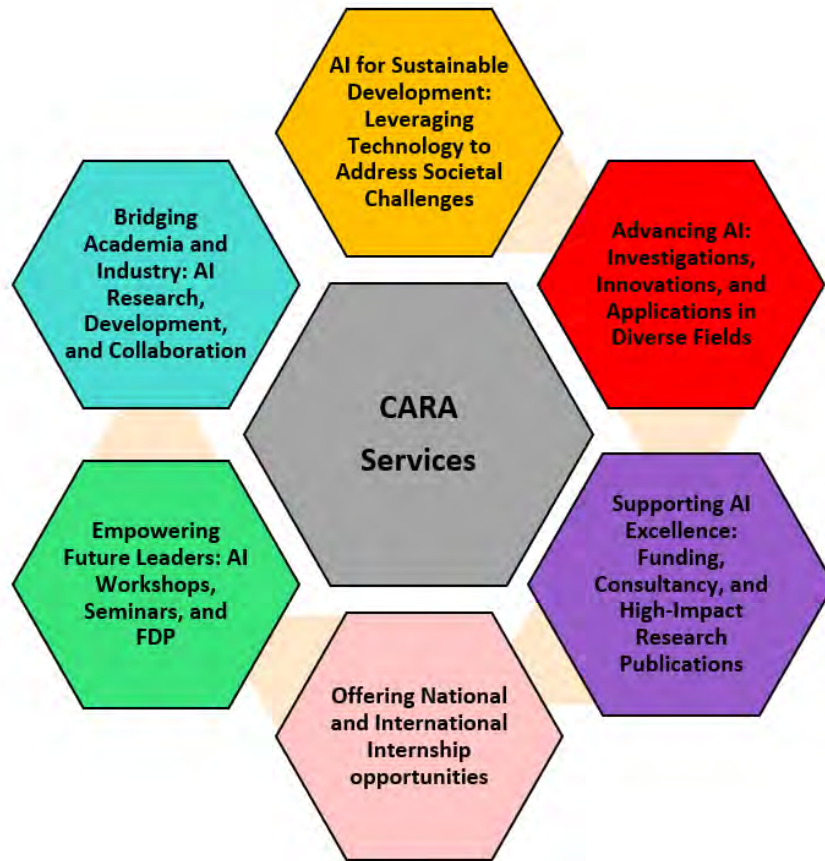 AI for Sustainable
Development:
Leveraging
Technology to
Address Societal
Challenges
Advancing AI:
Investigations,
Innovations, and
Applications in
Diverse Fields
Supporting AI
Excellence:
Funding,
Consultancy, and
High-Impact
Research
Publications
Offering National
and International
Internship
opportunities
Empowering
Future Leaders: AI
Workshops,
Seminars, and
FDP
Bridging
Academia and
Industry: AI
Research,
Development,
and Collaboration
CARA
Services